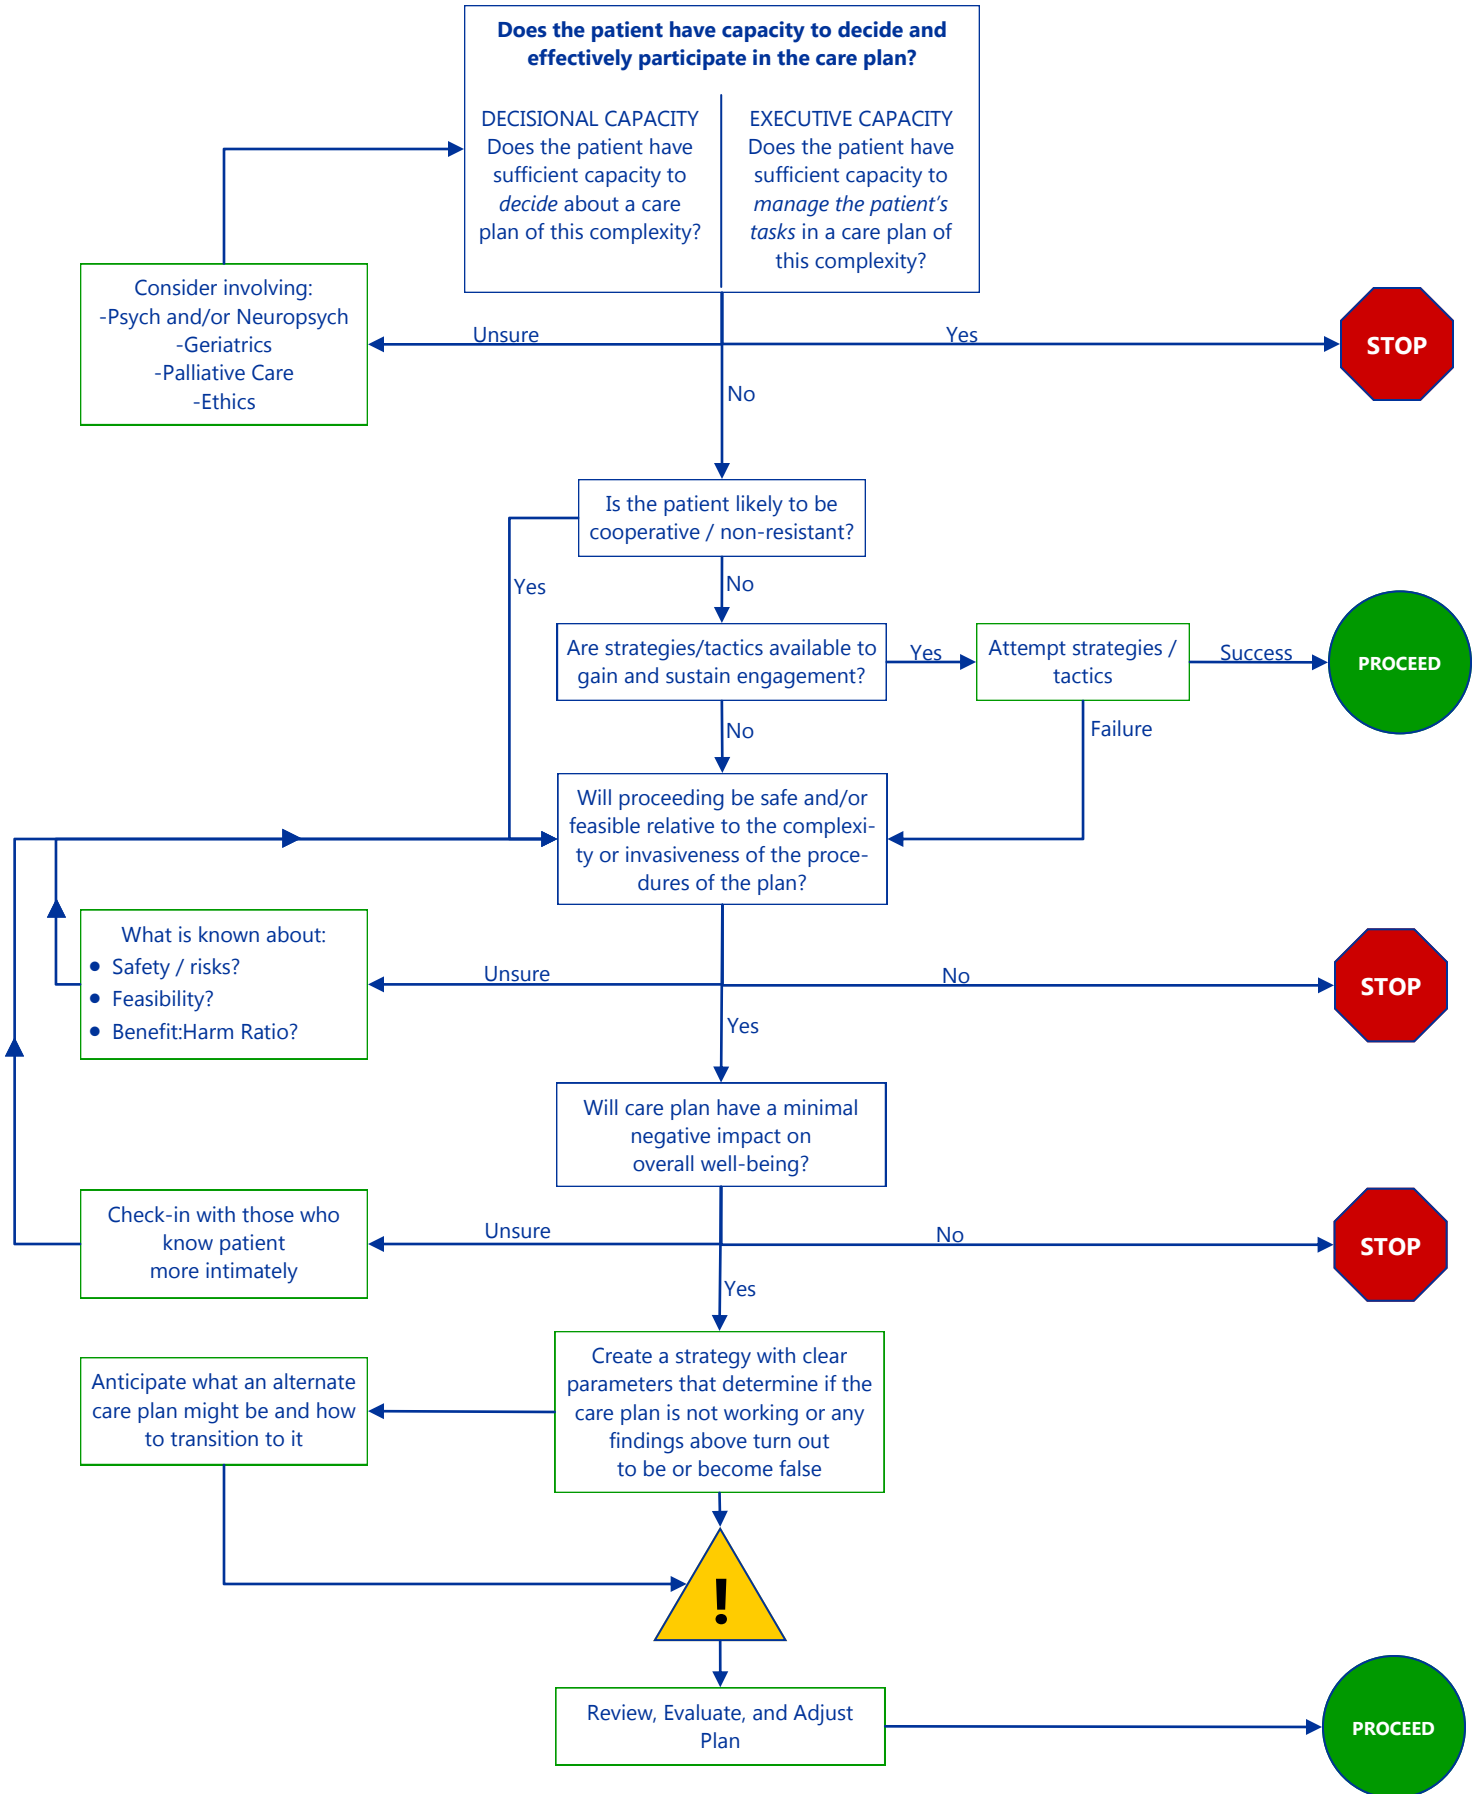 Does the patient have capacity to decide and
effectively participate in the care plan?
DECISIONAL CAPACITY
Does the patient have
sufficient capacity to
decide about a care
plan of this complexity?
EXECUTIVE CAPACITY
Does the patient have
sufficient capacity to
manage the patient's
tasks in a care plan of
this complexity?
Consider involving:
-Psych and/or Neuropsych
-Geriatrics
-Palliative Care
-Ethics
Unsure
Yes
STOP
No
Is the patient likely to be
cooperative / non-resistant?
Yes
No
Are strategies/tactics available to
gain and sustain engagement?
Yes
Attempt strategies /
tactics
Success
PROCEED
No
Failure
Will proceeding be safe and/or
feasible relative to the complexi-
ty or invasiveness of the proce-
dures of the plan?
What is known about:
• Safety / risks?
• Feasibility?
• Benefit:Harm Ratio?
Unsure
No
STOP
Yes
Will care plan have a minimal
negative impact on
overall well-being?
Check-in with those who
know patient
more intimately
Unsure
No
STOP
Yes
Create a strategy with clear
parameters that determine if the
care plan is not working or any
findings above turn out
to be or become false
Anticipate what an alternate
care plan might be and how
to transition to it
!
Review, Evaluate, and Adjust
Plan
PROCEED